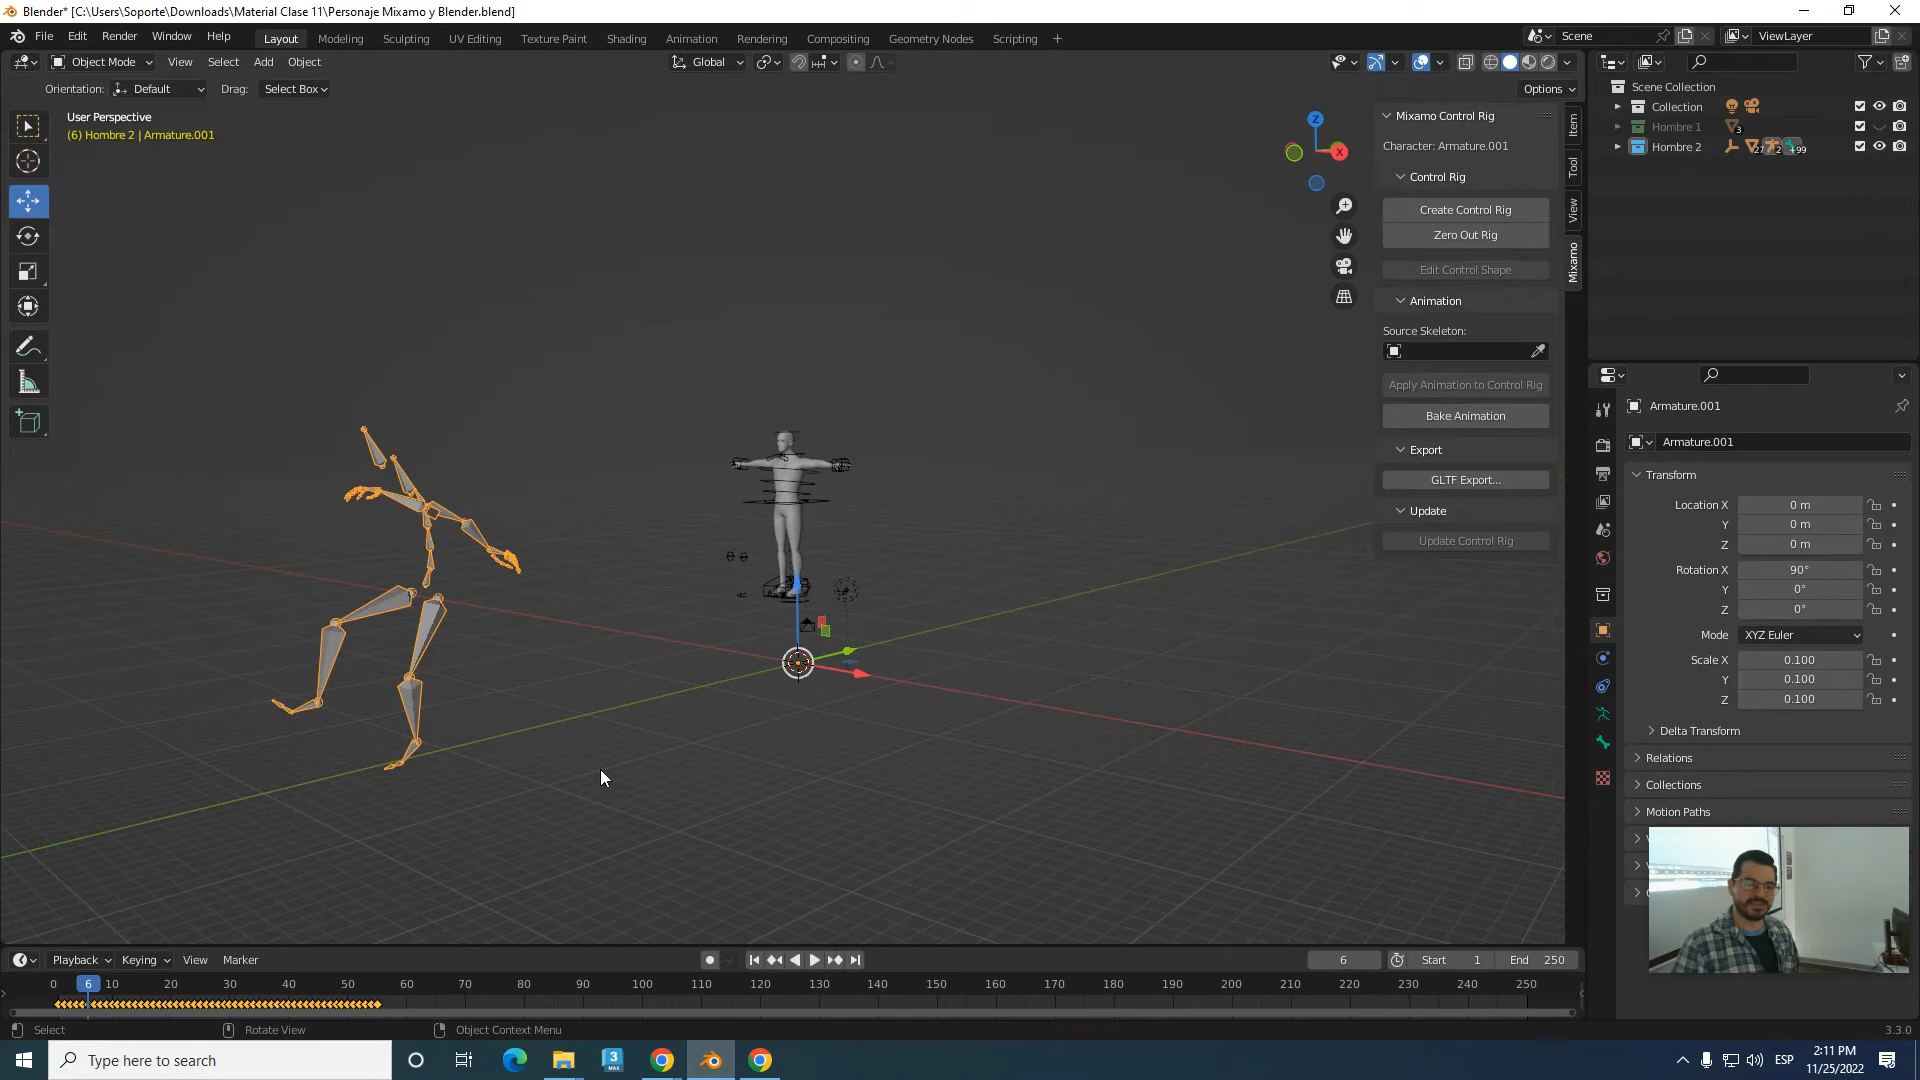 Blender* [C:\Users\Soporte\Downloads\Material Clase 11\Personaje Mixamo y Blender.blend]
File Edit Render Window Help Layout Modeling Sculpting UV Editing Texture Paint Shading Animation Rendering Compositing Geometry Nodes Scripting + Scene ViewLayer
Object Mode View Select Add Object Global
Orientation: Default Drag: Select Box Options
User Perspective
(6) Hombre 2 | Armature.001
Z
X
Mixamo Control Rig
Character: Armature.001
Control Rig
Create Control Rig
Zero Out Rig
Edit Control Shape
Animation
Source Skeleton:
Apply Animation to Control Rig
Bake Animation
Export
GLTF Export...
Update
Update Control Rig
Item
Tool
View
Mixamo
Scene Collection
Collection
Hombre 1 3
Hombre 2 27 2 +99
Armature.001
Armature.001
Transform
Location X 0 m
Y 0 m
Z 0 m
Rotation X 90°
Y 0°
Z 0°
Mode XYZ Euler
Scale X 0.100
Y 0.100
Z 0.100
Delta Transform
Relations
Collections
Motion Paths
Playback Keying View Marker 6 Start 1 End 250
0 6 10 20 30 40 50 60 70 80 90 100 110 120 130 140 150 160 170 180 190 200 210 220 230 240 250
Select Rotate View Object Context Menu 3.3.0
Type here to search 3 MAX ESP 2:11 PM
11/25/2022